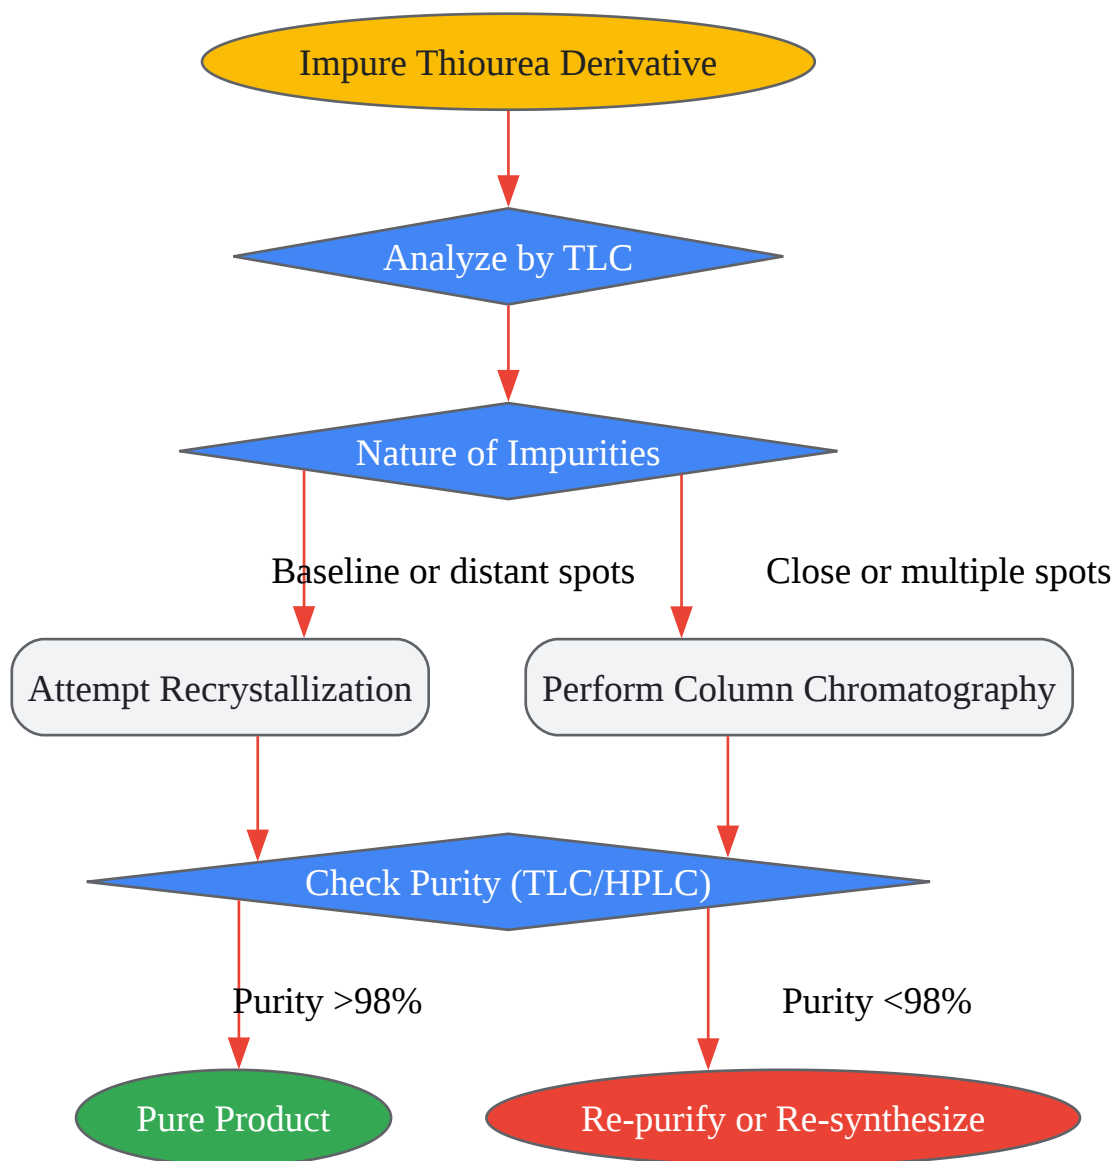 Impure Thiourea Derivative
Analyze by TLC
Nature of Impurities
Baseline or distant spots
Close or multiple spots
Attempt Recrystallization
Perform Column Chromatography
Check Purity (TLC/HPLC)
Purity >98%
Purity <98%
Pure Product
Re-purify or Re-synthesize